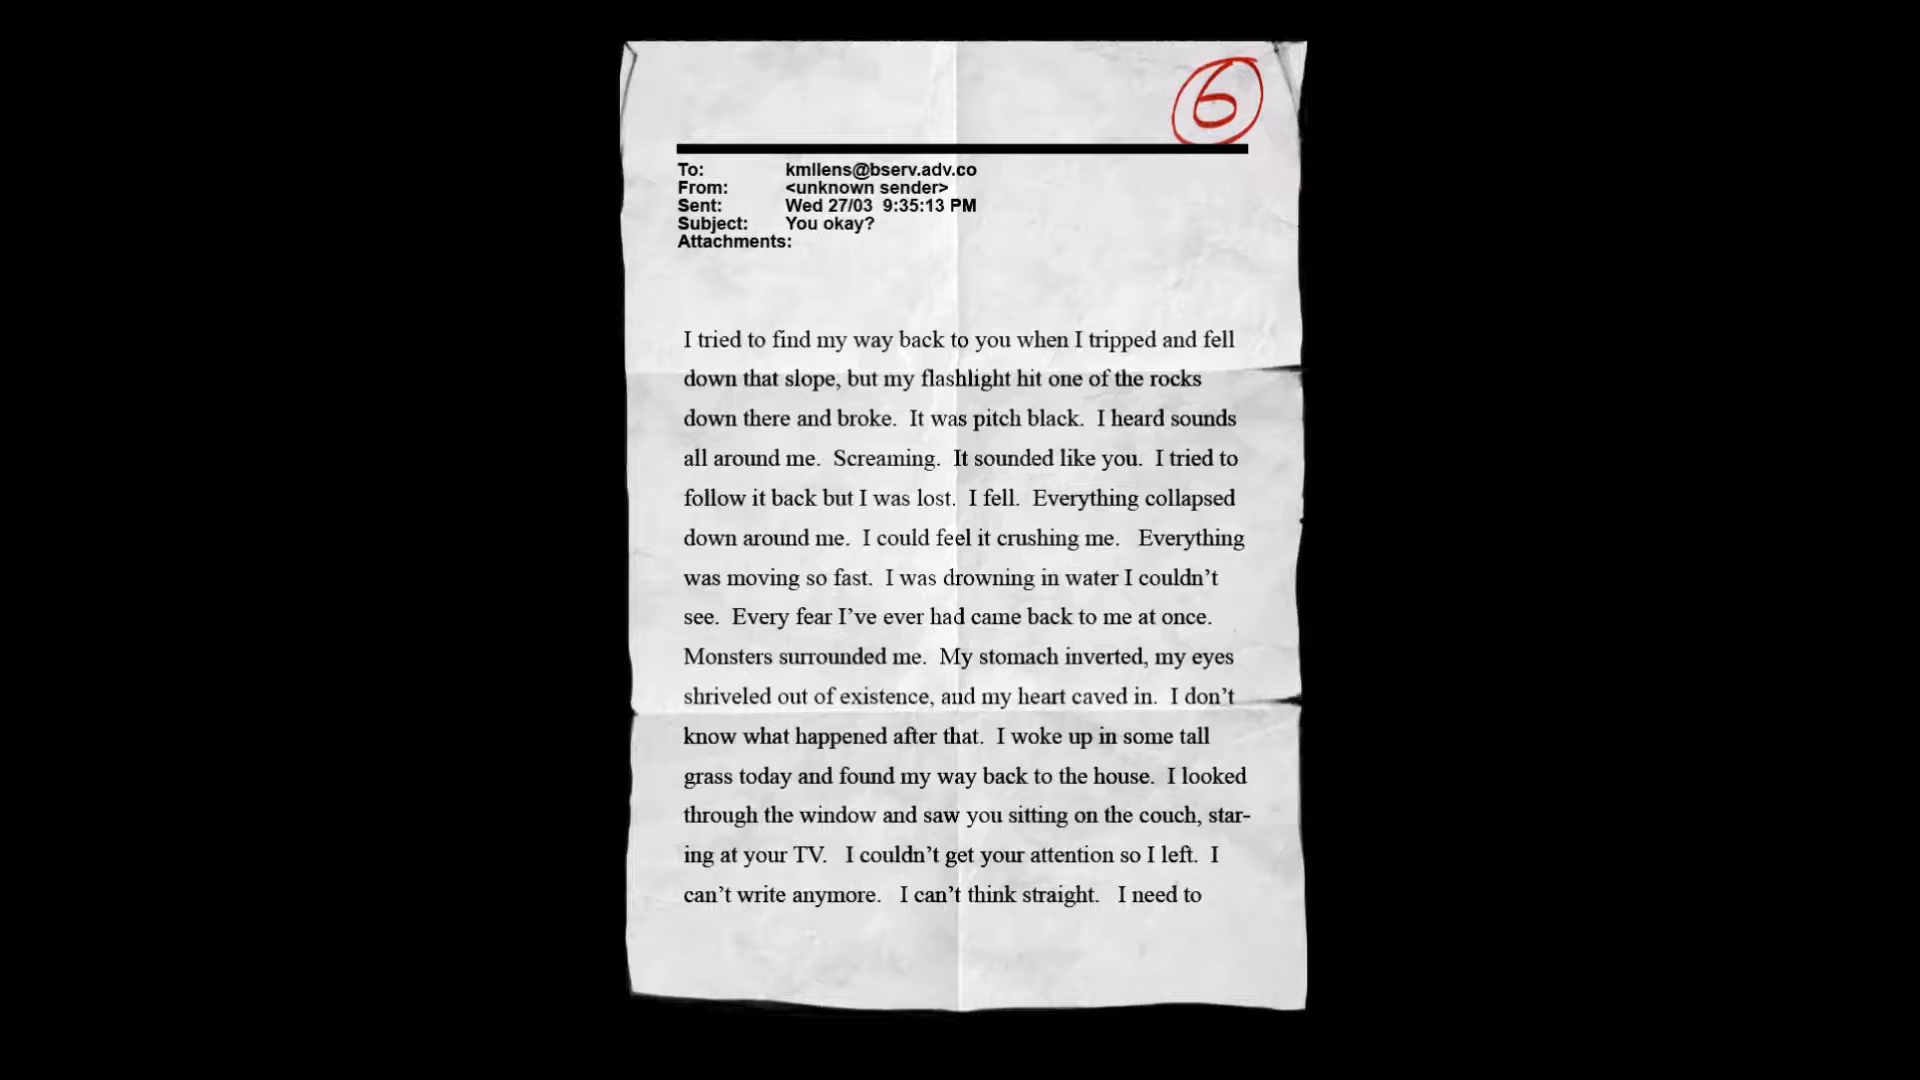 6
To: kmllens@bserv.adv.co
From: <unknown sender>
Sent: Wed 27/03  9:35:13 PM
Subject: You okay?
Attachments:
I tried to find my way back to you when I tripped and fell
down that slope, but my flashlight hit one of the rocks
down there and broke.  It was pitch black.  I heard sounds
all around me.  Screaming.  It sounded like you.  I tried to
follow it back but I was lost.  I fell.  Everything collapsed
down around me.  I could feel it crushing me.   Everything
was moving so fast.  I was drowning in water I couldn’t
see.  Every fear I’ve ever had came back to me at once.
Monsters surrounded me.  My stomach inverted, my eyes
shriveled out of existence, and my heart caved in.  I don’t
know what happened after that.  I woke up in some tall
grass today and found my way back to the house.  I looked
through the window and saw you sitting on the couch, star-
ing at your TV.   I couldn’t get your attention so I left.  I
can’t write anymore.   I can’t think straight.   I need to